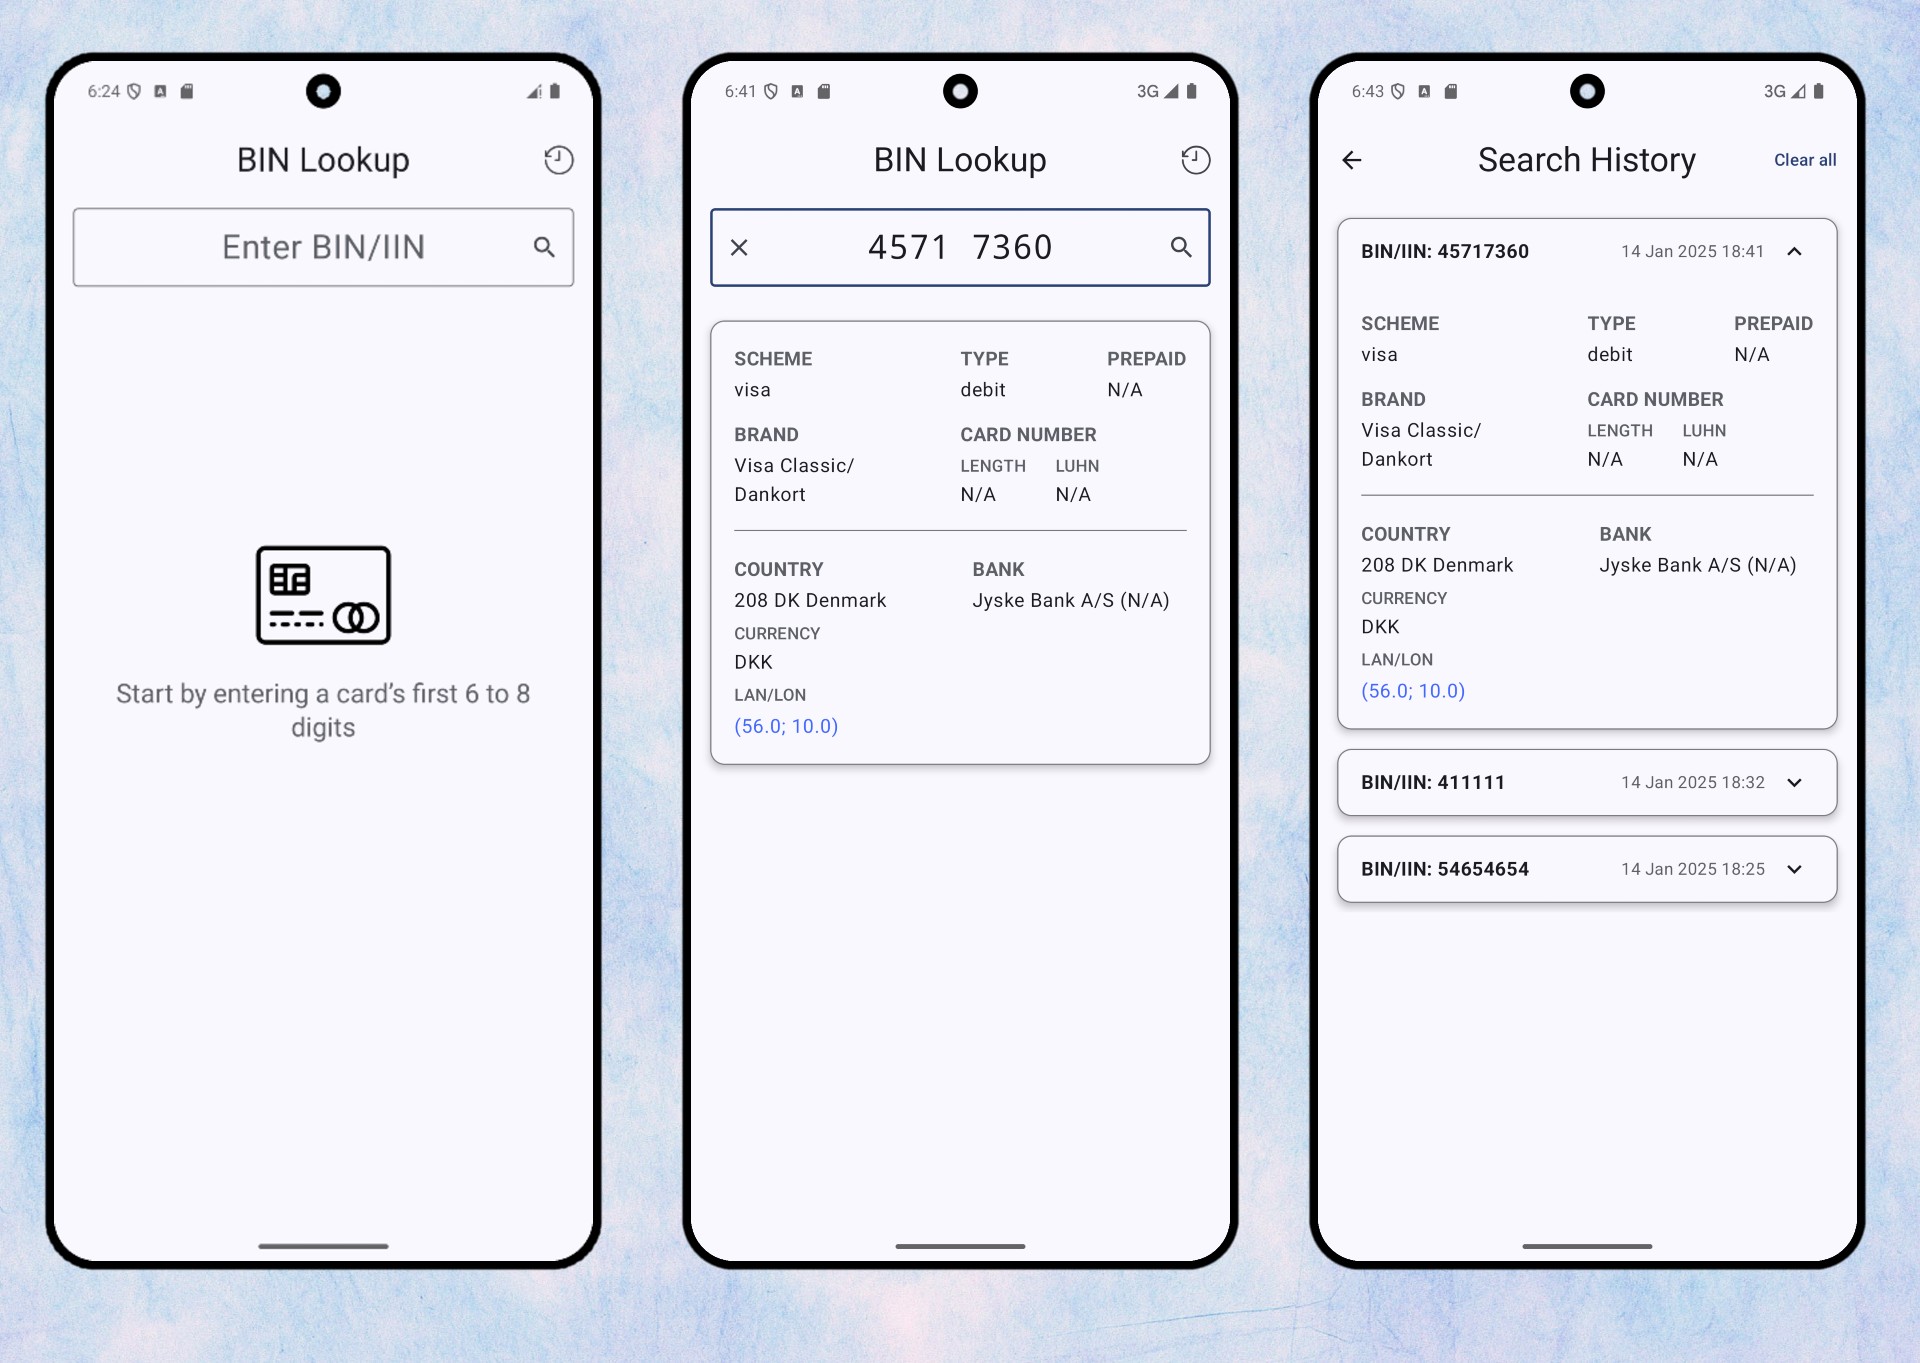 6:24
BIN Lookup
Enter BIN/IIN
Start by entering a card's first 6 to 8
digits
6:41
3G
BIN Lookup
4571 7360
SCHEME TYPE PREPAID
visa debit N/A
BRAND CARD NUMBER
Visa Classic/ LENGTH LUHN
Dankort N/A N/A
COUNTRY BANK
208 DK Denmark Jyske Bank A/S (N/A)
CURRENCY
DKK
LAN/LON
(56.0; 10.0)
6:43
3G
Search History Clear all
BIN/IIN: 45717360 14 Jan 2025 18:41
SCHEME TYPE PREPAID
visa debit N/A
BRAND CARD NUMBER
Visa Classic/ LENGTH LUHN
Dankort N/A N/A
COUNTRY BANK
208 DK Denmark Jyske Bank A/S (N/A)
CURRENCY
DKK
LAN/LON
(56.0; 10.0)
BIN/IIN: 411111 14 Jan 2025 18:32
BIN/IIN: 54654654 14 Jan 2025 18:25